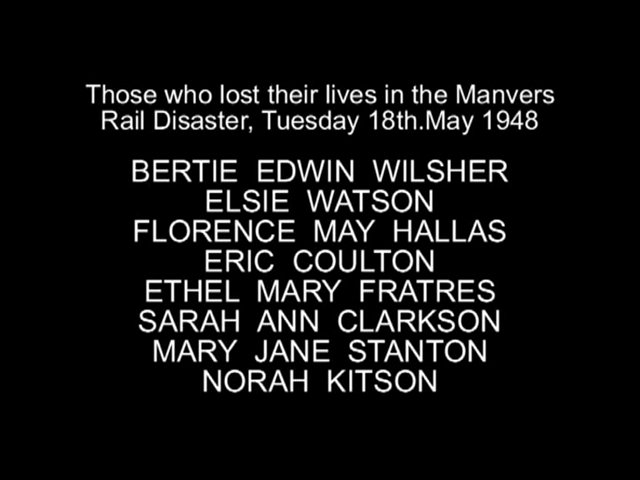 Those who lost their lives in the Manvers
Rail Disaster, Tuesday 18th.May 1948
BERTIE EDWIN WILSHER
ELSIE WATSON
FLORENCE MAY HALLAS
ERIC COULTON
ETHEL MARY FRATRES
SARAH ANN CLARKSON
MARY JANE STANTON
NORAH KITSON